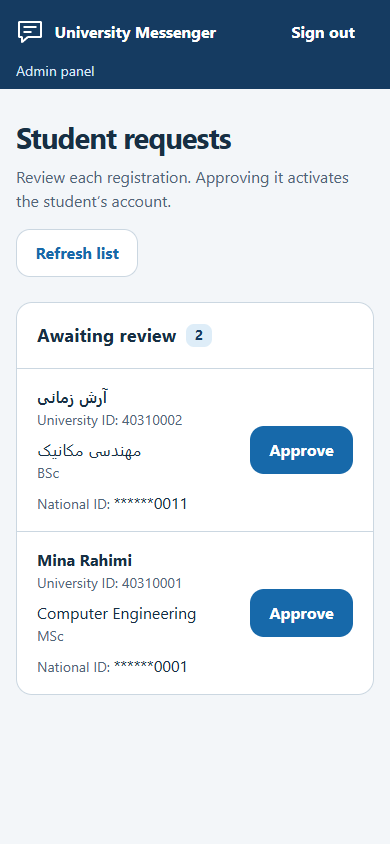 University Messenger
Sign out
Admin panel
Student requests
Review each registration. Approving it activates
the student’s account.
Refresh list
Awaiting review 2
آرش زمانی
University ID: 40310002
مهندسی مکانیک
BSc
National ID: ******0011
Approve
Mina Rahimi
University ID: 40310001
Computer Engineering
MSc
National ID: ******0001
Approve